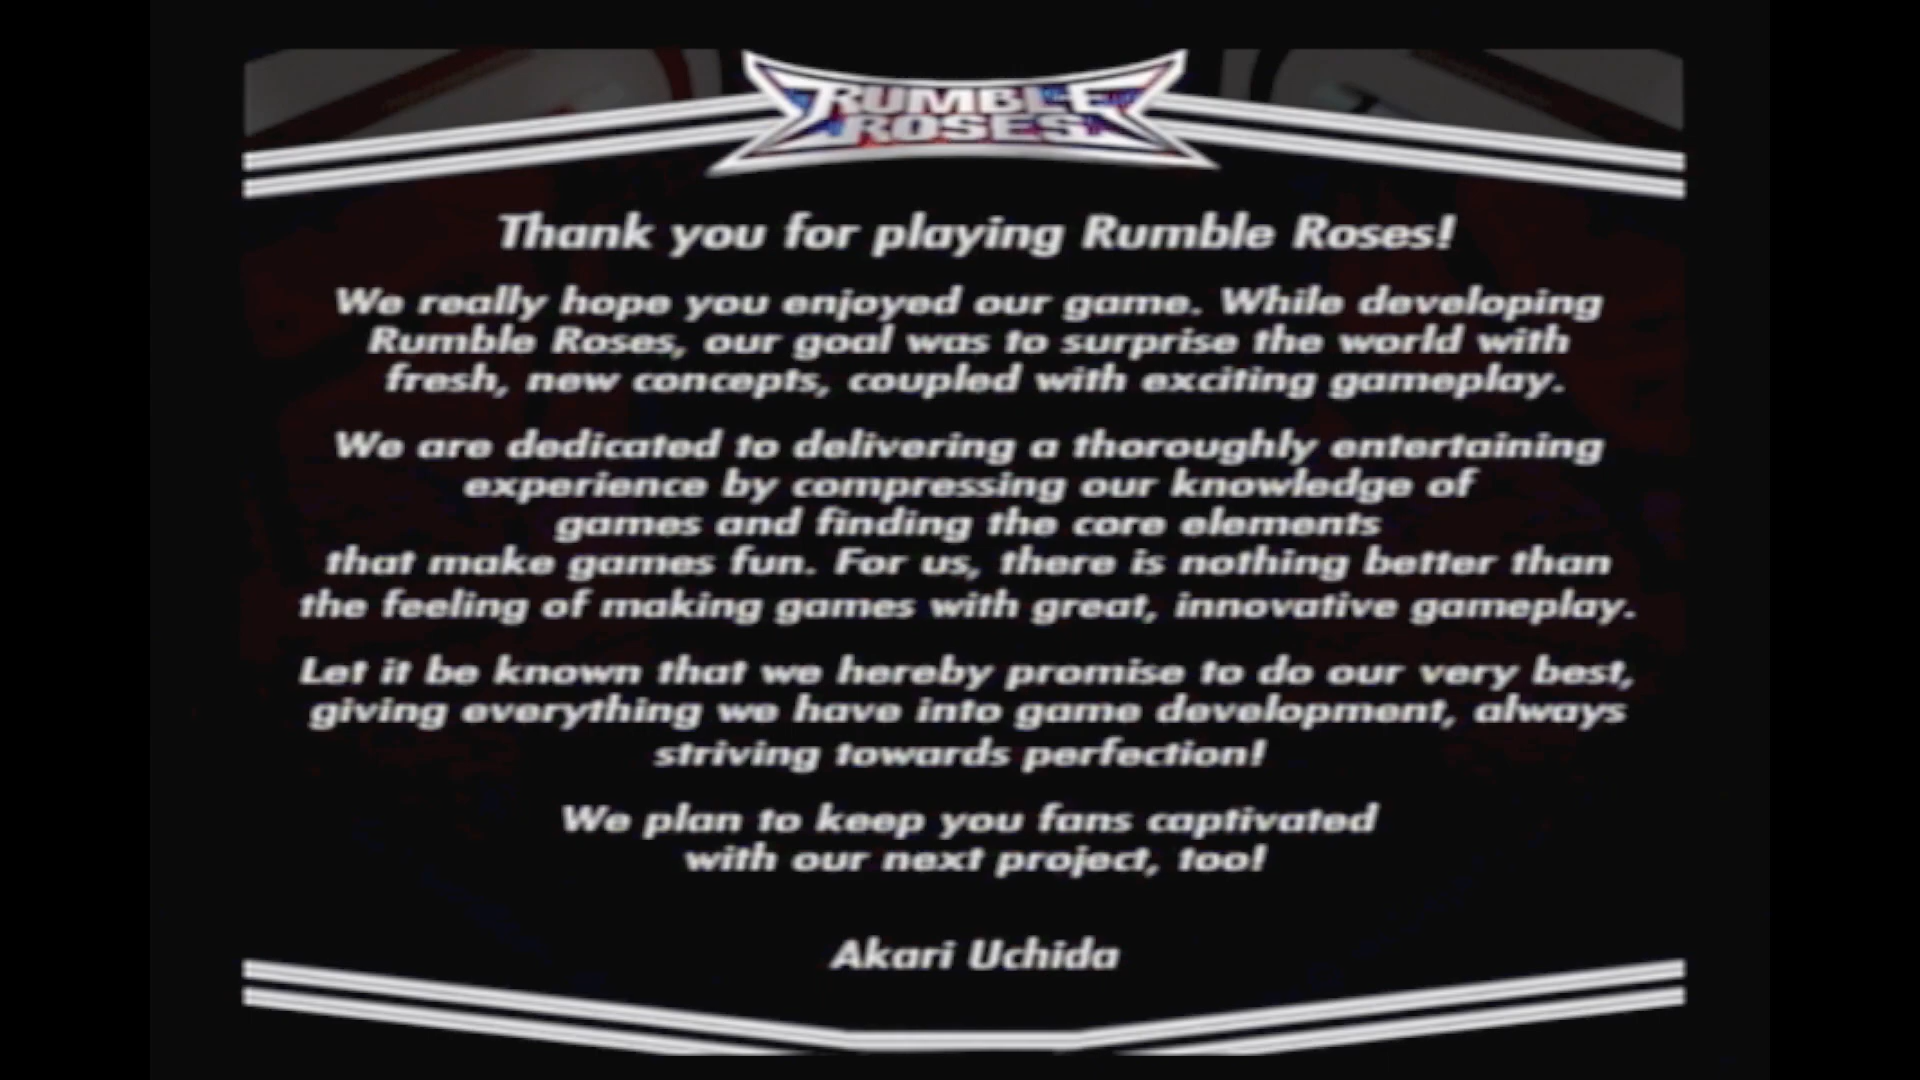 RUMBLE
ROSES
Thank you for playing Rumble Roses!
We really hope you enjoyed our game. While developing
Rumble Roses, our goal was to surprise the world with
fresh, new concepts, coupled with exciting gameplay.
We are dedicated to delivering a thoroughly entertaining
experience by compressing our knowledge of
games and finding the core elements
that make games fun. For us, there is nothing better than
the feeling of making games with great, innovative gameplay.
Let it be known that we hereby promise to do our very best,
giving everything we have into game development, always
striving towards perfection!
We plan to keep you fans captivated
with our next project, too!
Akari Uchida